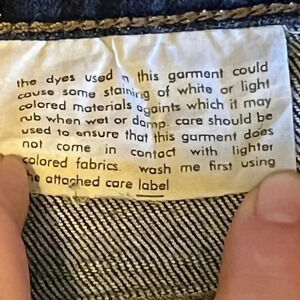 the dyes used n this garment could
cause some staining of white or light
colored materials againts which it may
rub when wet or damp. care should be
used to ensure that this garment does
not come in contact with lighter
colored fabrics. wash me first using
the attached care label